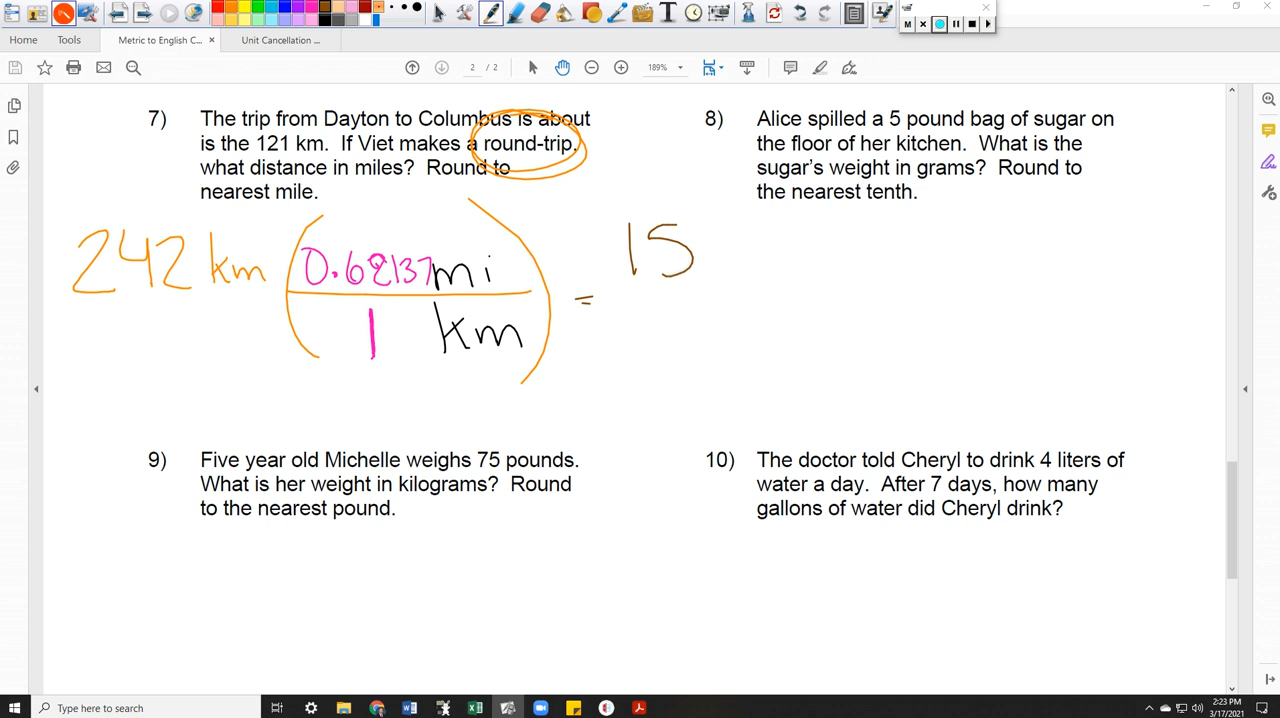 Home
Tools
Metric to English C... ×
Unit Cancellation ...
M
2 / 2
189%
7) The trip from Dayton to Columbus is about
is the 121 km. If Viet makes a round-trip,
what distance in miles? Round to
nearest mile.
242 km (0.62137 mi / 1 km) = 15
8) Alice spilled a 5 pound bag of sugar on
the floor of her kitchen. What is the
sugar's weight in grams? Round to
the nearest tenth.
9) Five year old Michelle weighs 75 pounds.
What is her weight in kilograms? Round
to the nearest pound.
10) The doctor told Cheryl to drink 4 liters of
water a day. After 7 days, how many
gallons of water did Cheryl drink?
Type here to search
2:23 PM
3/17/2021